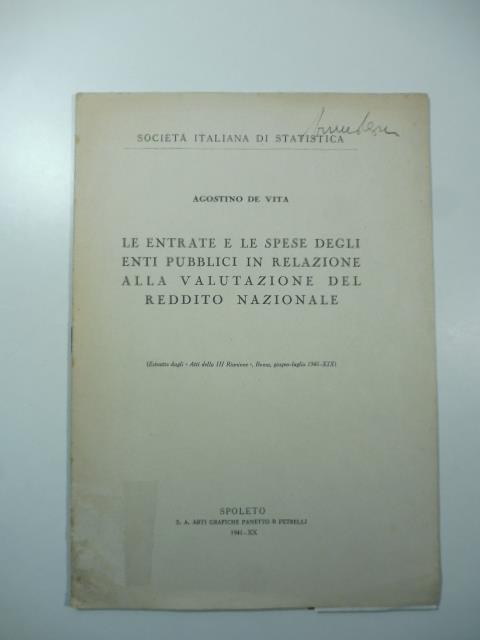 SOCIETÀ ITALIANA DI STATISTICA
AGOSTINO DE VITA
LE ENTRATE E LE SPESE DEGLI
ENTI PUBBLICI IN RELAZIONE
ALLA VALUTAZIONE DEL
REDDITO NAZIONALE
(Estratto dagli « Atti della III Riunione », Roma, giugno-luglio 1941-XIX)
SPOLETO
S. A. ARTI GRAFICHE PANETTO & PETRELLI
1941-XX